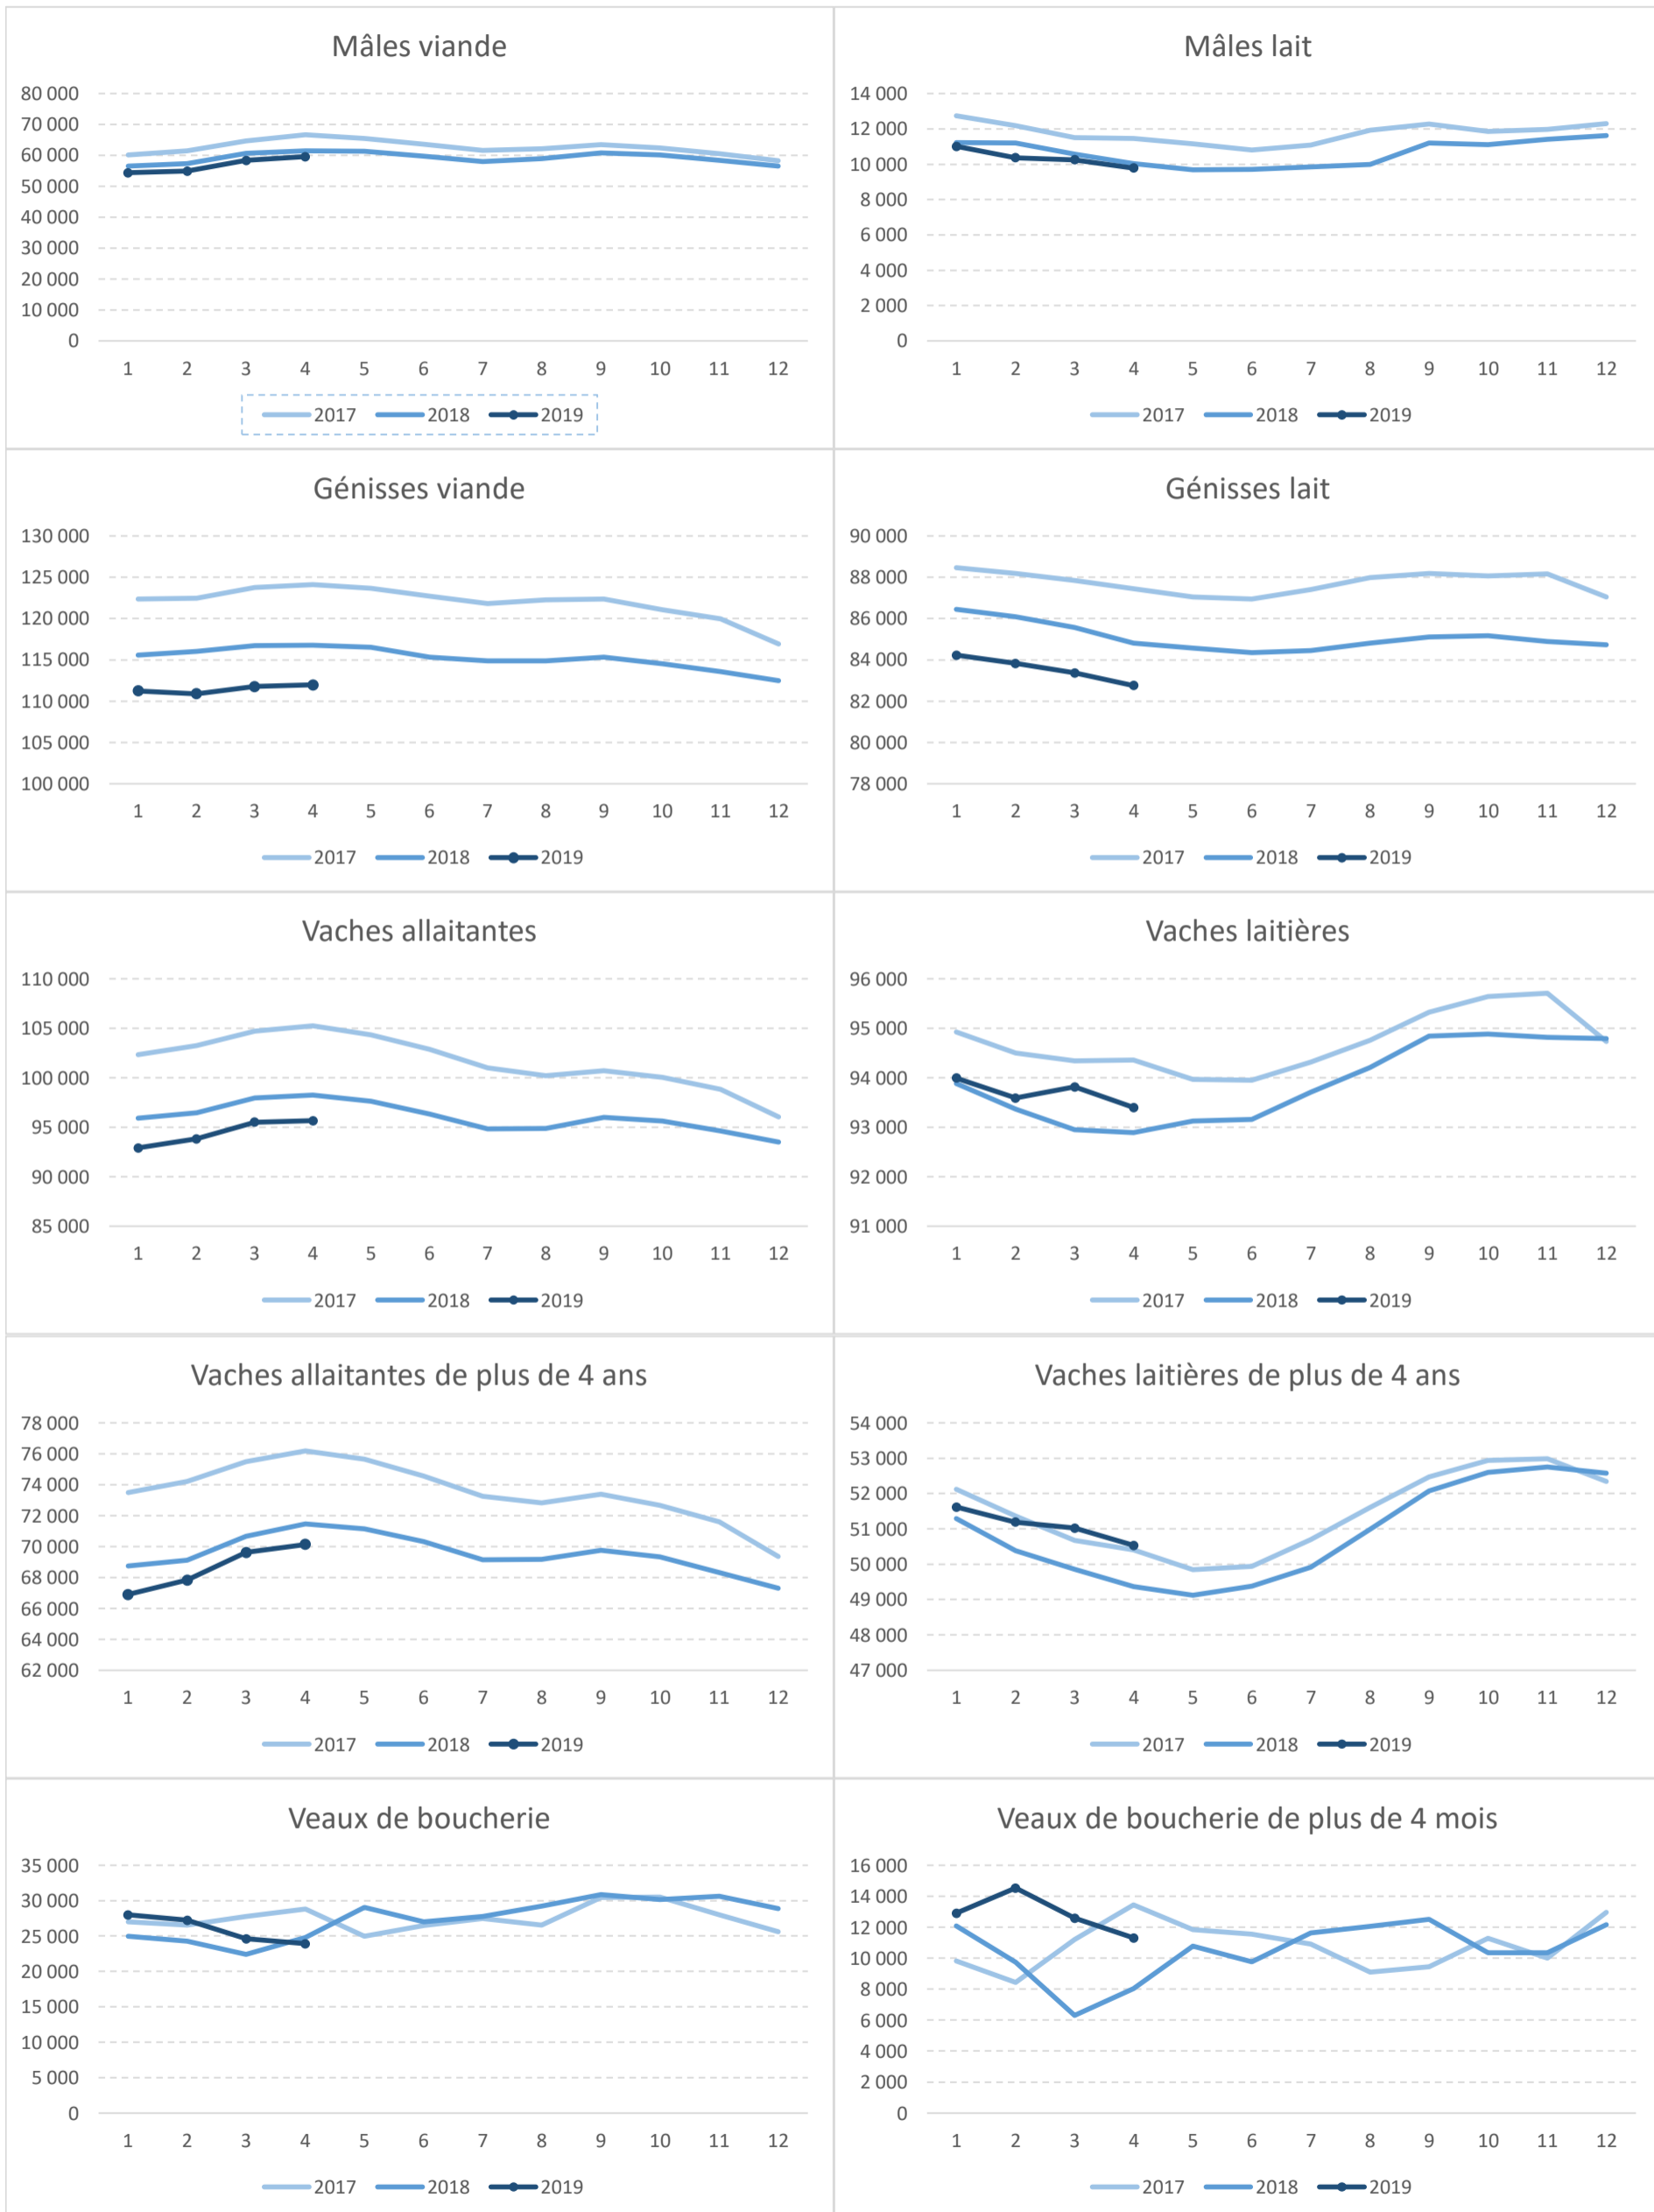 Mâles viande
80 000
70 000
60 000
50 000
40 000
30 000
20 000
10 000
0
1 2 3 4 5 6 7 8 9 10 11 12
2017 2018 2019
Mâles lait
14 000
12 000
10 000
8 000
6 000
4 000
2 000
0
1 2 3 4 5 6 7 8 9 10 11 12
2017 2018 2019
Génisses viande
130 000
125 000
120 000
115 000
110 000
105 000
100 000
1 2 3 4 5 6 7 8 9 10 11 12
2017 2018 2019
Génisses lait
90 000
88 000
86 000
84 000
82 000
80 000
78 000
1 2 3 4 5 6 7 8 9 10 11 12
2017 2018 2019
Vaches allaitantes
110 000
105 000
100 000
95 000
90 000
85 000
1 2 3 4 5 6 7 8 9 10 11 12
2017 2018 2019
Vaches laitières
96 000
95 000
94 000
93 000
92 000
91 000
1 2 3 4 5 6 7 8 9 10 11 12
2017 2018 2019
Vaches allaitantes de plus de 4 ans
78 000
76 000
74 000
72 000
70 000
68 000
66 000
64 000
62 000
1 2 3 4 5 6 7 8 9 10 11 12
2017 2018 2019
Vaches laitières de plus de 4 ans
54 000
53 000
52 000
51 000
50 000
49 000
48 000
47 000
1 2 3 4 5 6 7 8 9 10 11 12
2017 2018 2019
Veaux de boucherie
35 000
30 000
25 000
20 000
15 000
10 000
5 000
0
1 2 3 4 5 6 7 8 9 10 11 12
2017 2018 2019
Veaux de boucherie de plus de 4 mois
16 000
14 000
12 000
10 000
8 000
6 000
4 000
2 000
0
1 2 3 4 5 6 7 8 9 10 11 12
2017 2018 2019